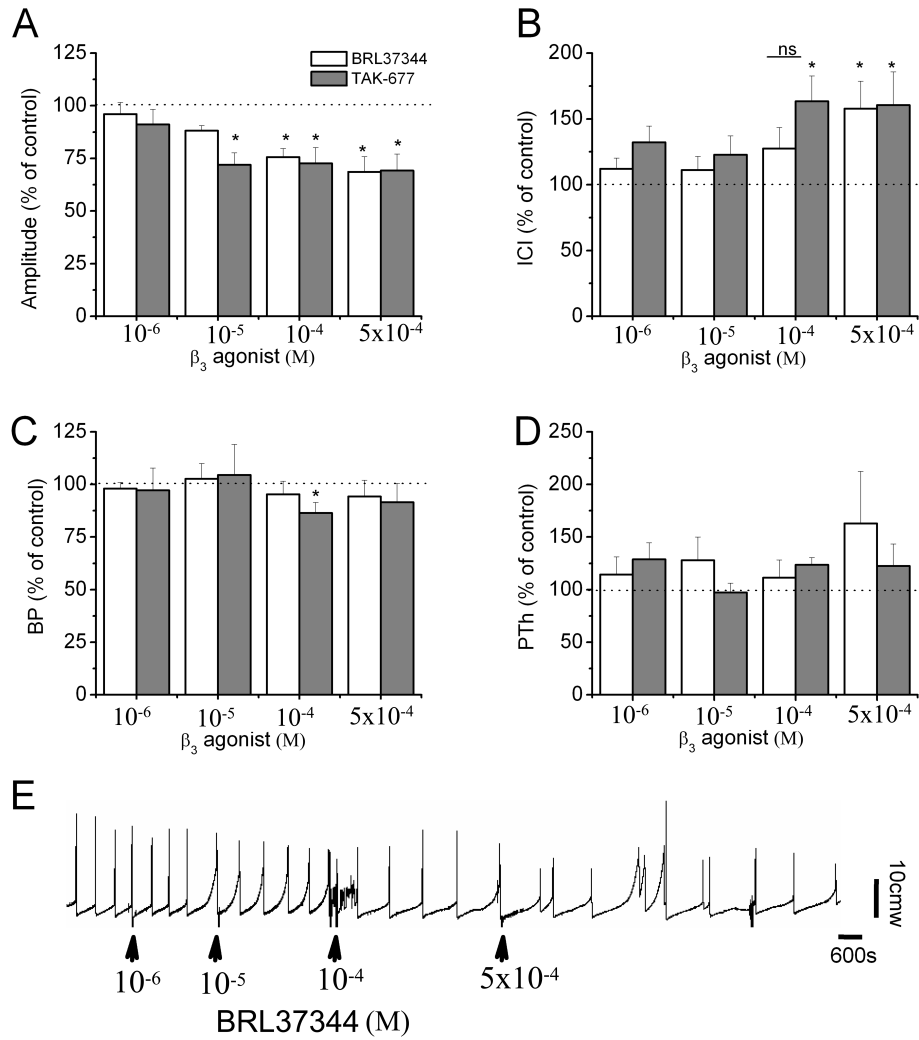 A
Amplitude (% of control)
125
100
75
50
25
0
BRL37344
TAK-677
* * * * *
10-6 10-5 10-4 5x10-4
β3 agonist (M)
B
ICI (% of control)
200
150
100
50
0
ns
* * *
10-6 10-5 10-4 5x10-4
β3 agonist (M)
C
BP (% of control)
125
100
75
50
25
0
*
10-6 10-5 10-4 5x10-4
β3 agonist (M)
D
PTh (% of control)
250
200
150
100
50
0
10-6 10-5 10-4 5x10-4
β3 agonist (M)
E
10cmw
600s
10-6 10-5 10-4 5x10-4
BRL37344 (M)